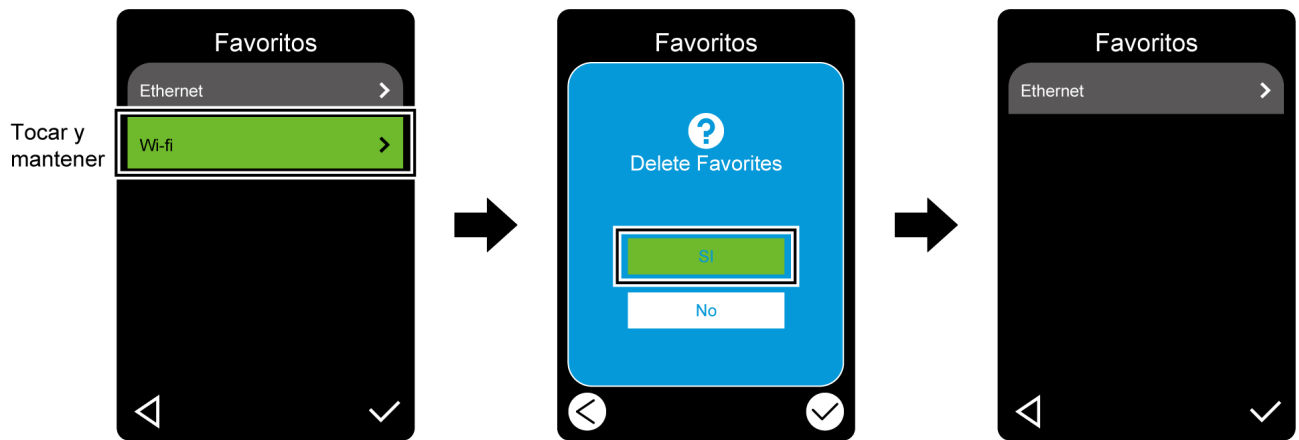 Favoritos
Ethernet
Tocar y
mantener
Wi-fi
Favoritos
Delete Favorites
SI
No
Favoritos
Ethernet